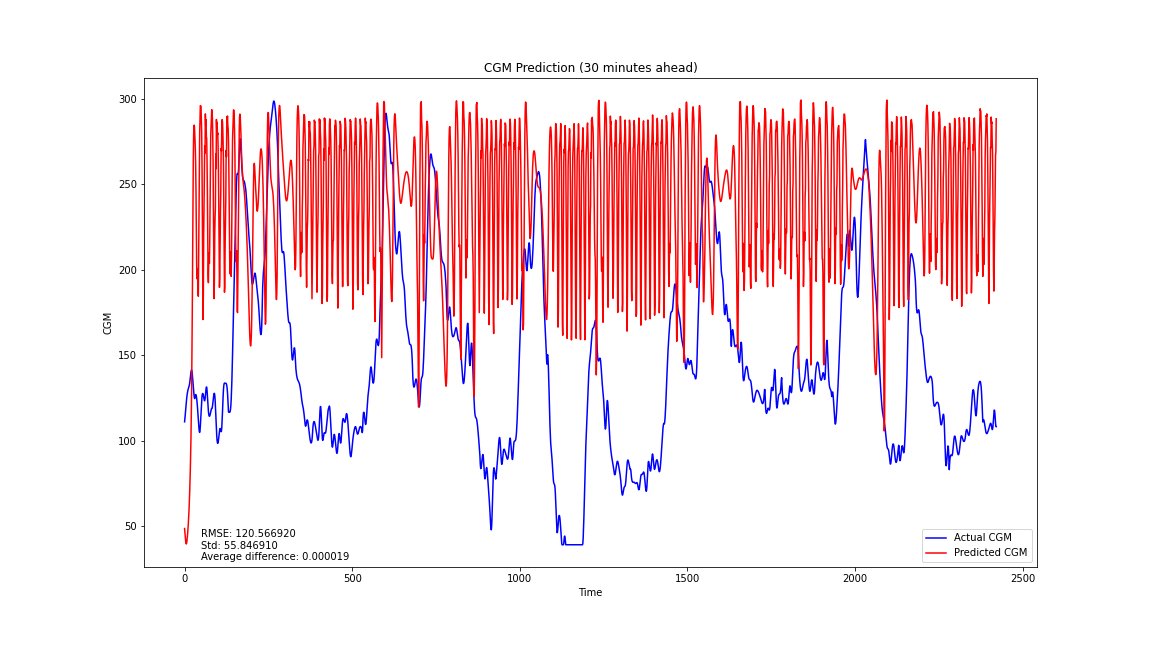 CGM Prediction (30 minutes ahead)
300
250
200
150
100
50
CGM
RMSE: 120.566920
Std: 55.846910
Average difference: 0.000019
Actual CGM
Predicted CGM
0
500
1000
1500
2000
2500
Time